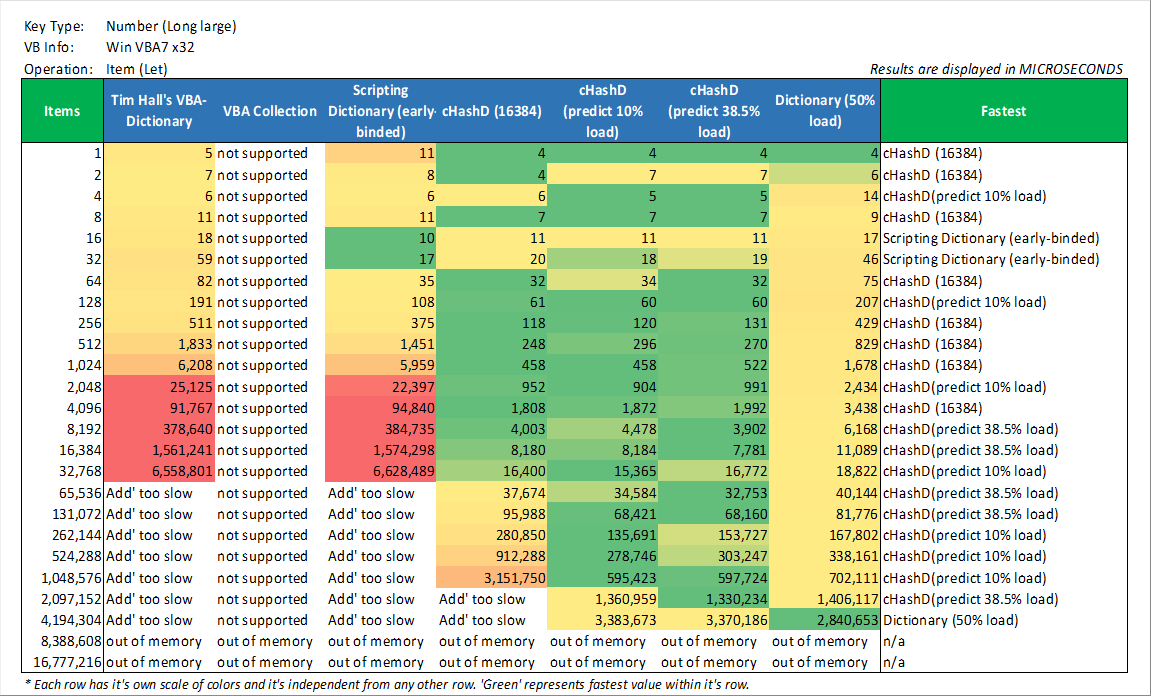 Key Type: Number (Long large)
VB Info: Win VBA7 x32
Operation: Item (Let) Results are displayed in MICROSECONDS
Items Tim Hall's VBA-Dictionary VBA Collection Scripting Dictionary (early-binded) cHashD (16384) cHashD (predict 10% load) cHashD (predict 38.5% load) Dictionary (50% load) Fastest
1 5 not supported 11 4 4 4 4 cHashD (16384)
2 7 not supported 8 4 7 7 6 cHashD (16384)
4 6 not supported 6 6 5 5 14 cHashD(predict 10% load)
8 11 not supported 11 7 7 7 9 cHashD (16384)
16 18 not supported 10 11 11 11 17 Scripting Dictionary (early-binded)
32 59 not supported 17 20 18 19 46 Scripting Dictionary (early-binded)
64 82 not supported 35 32 34 32 75 cHashD (16384)
128 191 not supported 108 61 60 60 207 cHashD(predict 10% load)
256 511 not supported 375 118 120 131 429 cHashD (16384)
512 1,833 not supported 1,451 248 296 270 829 cHashD (16384)
1,024 6,208 not supported 5,959 458 458 522 1,678 cHashD (16384)
2,048 25,125 not supported 22,397 952 904 991 2,434 cHashD(predict 10% load)
4,096 91,767 not supported 94,840 1,808 1,872 1,992 3,438 cHashD (16384)
8,192 378,640 not supported 384,735 4,003 4,478 3,902 6,168 cHashD(predict 38.5% load)
16,384 1,561,241 not supported 1,574,298 8,180 8,184 7,781 11,089 cHashD(predict 38.5% load)
32,768 6,558,801 not supported 6,628,489 16,400 15,365 16,772 18,822 cHashD(predict 10% load)
65,536 Add' too slow not supported Add' too slow 37,674 34,584 32,753 40,144 cHashD(predict 38.5% load)
131,072 Add' too slow not supported Add' too slow 95,988 68,421 68,160 81,776 cHashD(predict 38.5% load)
262,144 Add' too slow not supported Add' too slow 280,850 135,691 153,727 167,802 cHashD(predict 10% load)
524,288 Add' too slow not supported Add' too slow 912,288 278,746 303,247 338,161 cHashD(predict 10% load)
1,048,576 Add' too slow not supported Add' too slow 3,151,750 595,423 597,724 702,111 cHashD(predict 10% load)
2,097,152 Add' too slow not supported Add' too slow Add' too slow 1,360,959 1,330,234 1,406,117 cHashD(predict 38.5% load)
4,194,304 Add' too slow not supported Add' too slow Add' too slow 3,383,673 3,370,186 2,840,653 Dictionary (50% load)
8,388,608 out of memory out of memory out of memory out of memory out of memory out of memory out of memory n/a
16,777,216 out of memory out of memory out of memory out of memory out of memory out of memory out of memory n/a
* Each row has it's own scale of colors and it's independent from any other row. 'Green' represents fastest value within it's row.